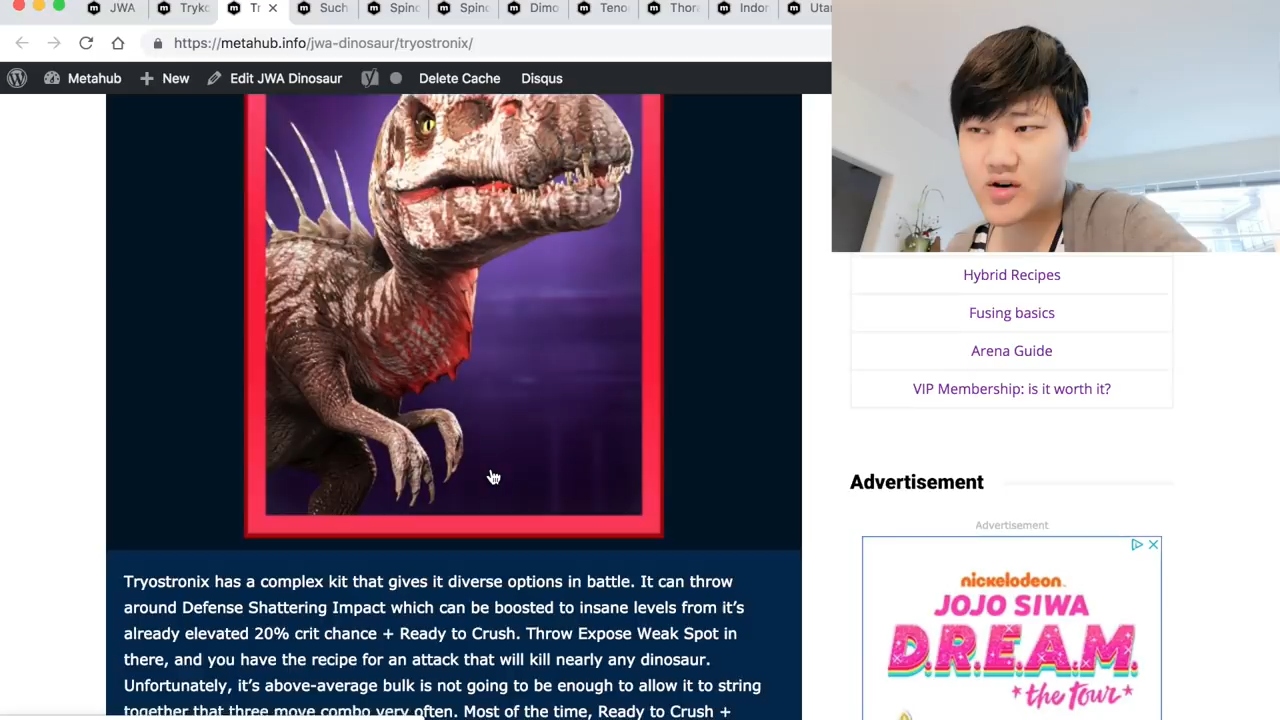 JWA
Tryko
Tr
Such
Spino
Spino
Dimo
Teno
Thora
Indor
Utah
https://metahub.info/jwa-dinosaur/tryostronix/
Metahub
New
Edit JWA Dinosaur
Delete Cache
Disqus
Tryostronix has a complex kit that gives it diverse options in battle. It can throw
around Defense Shattering Impact which can be boosted to insane levels from it's
already elevated 20% crit chance + Ready to Crush. Throw Expose Weak Spot in
there, and you have the recipe for an attack that will kill nearly any dinosaur.
Unfortunately, it's above-average bulk is not going to be enough to allow it to string
together that three move combo very often. Most of the time, Ready to Crush +
Hybrid Recipes
Fusing basics
Arena Guide
VIP Membership: is it worth it?
Advertisement
Advertisement
nickelodeon
JOJO SIWA
D.R.E.A.M.
the tour